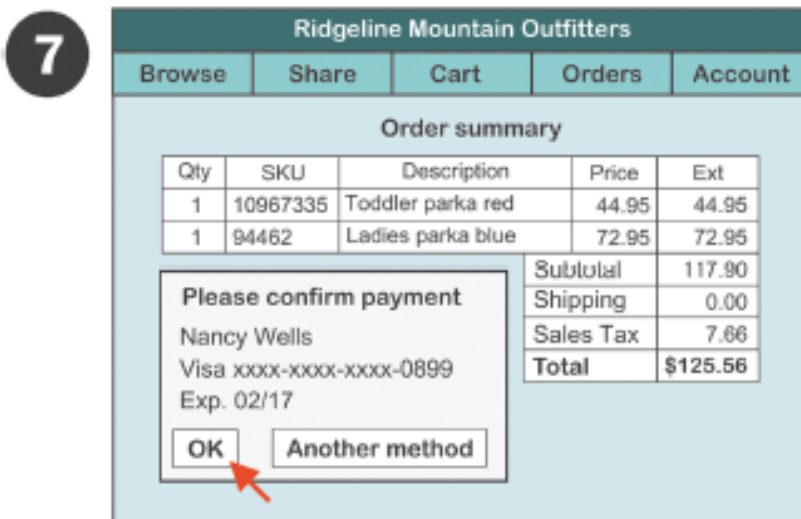 7
Ridgeline Mountain Outfitters
Browse Share Cart Orders Account
Order summary
Qty SKU Description Price Ext
1 10967335 Toddler parka red 44.95 44.95
1 94462 Ladies parka blue 72.95 72.95
Subtotal 117.90
Shipping 0.00
Sales Tax 7.66
Total $125.56
Please confirm payment
Nancy Wells
Visa xxxx-xxxx-xxxx-0899
Exp. 02/17
OK Another method